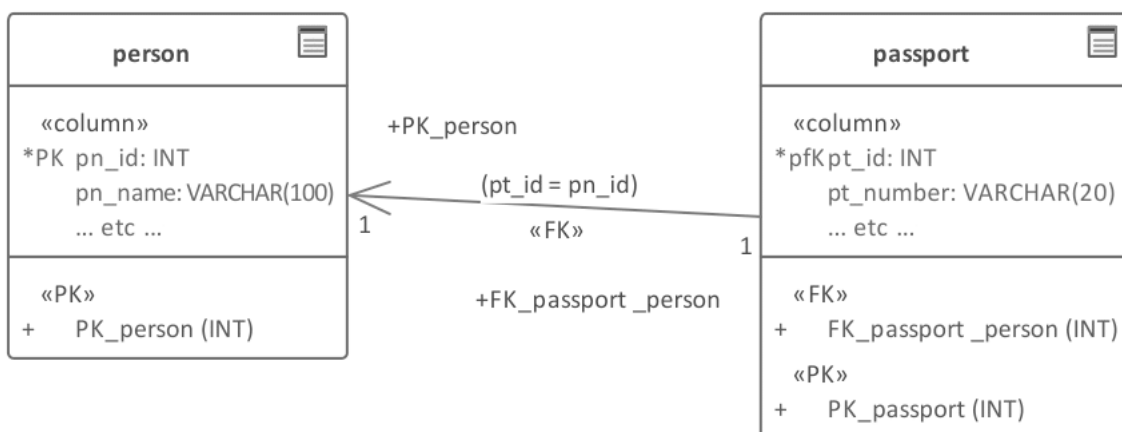 person
«column»
*PK pn_id: INT
pn_name: VARCHAR(100)
... etc ...
«PK»
+ PK_person (INT)
+PK_person
(pt_id = pn_id)
1
«FK»
1
+FK_passport _person
passport
«column»
*pfK pt_id: INT
pt_number: VARCHAR(20)
... etc ...
«FK»
+ FK_passport _person (INT)
«PK»
+ PK_passport (INT)